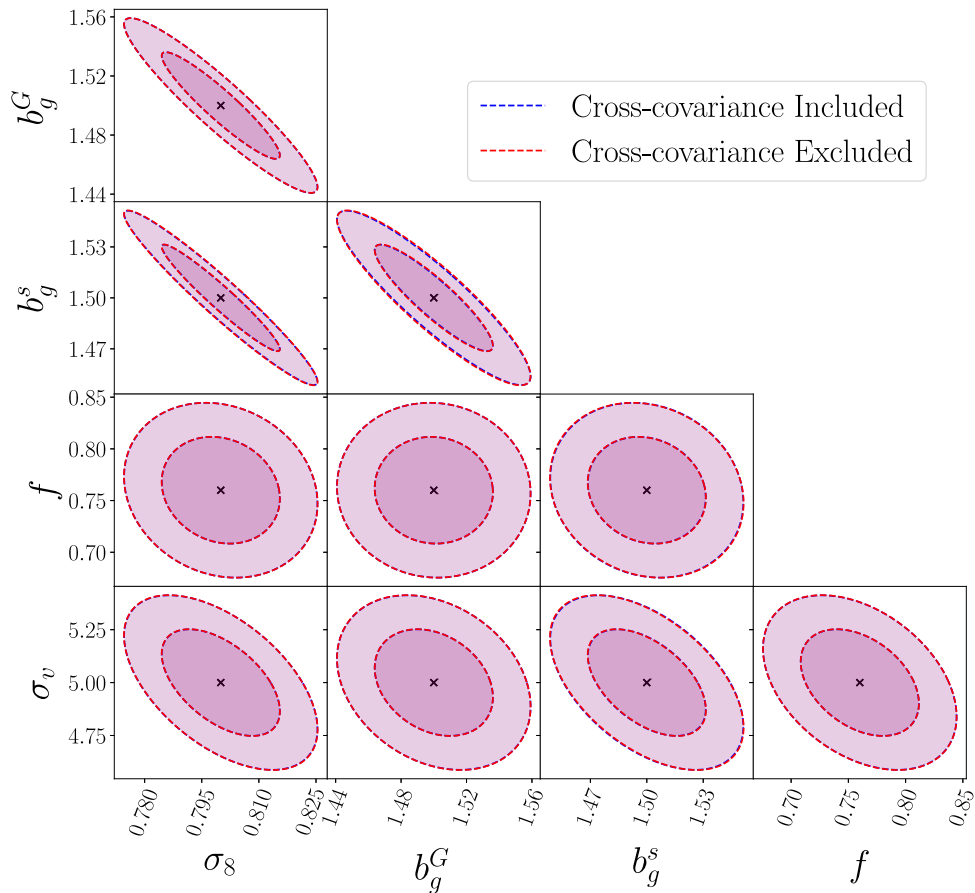 1.56
1.52
1.48
1.44
b_g^G
Cross-covariance Included
Cross-covariance Excluded
1.53
1.50
1.47
b_g^s
0.85
0.80
0.75
0.70
f
5.25
5.00
4.75
σ_v
0.780 0.795 0.810 0.825 1.44 1.48 1.52 1.56 1.47 1.50 1.53 0.70 0.75 0.80 0.85
σ_8 b_g^G b_g^s f